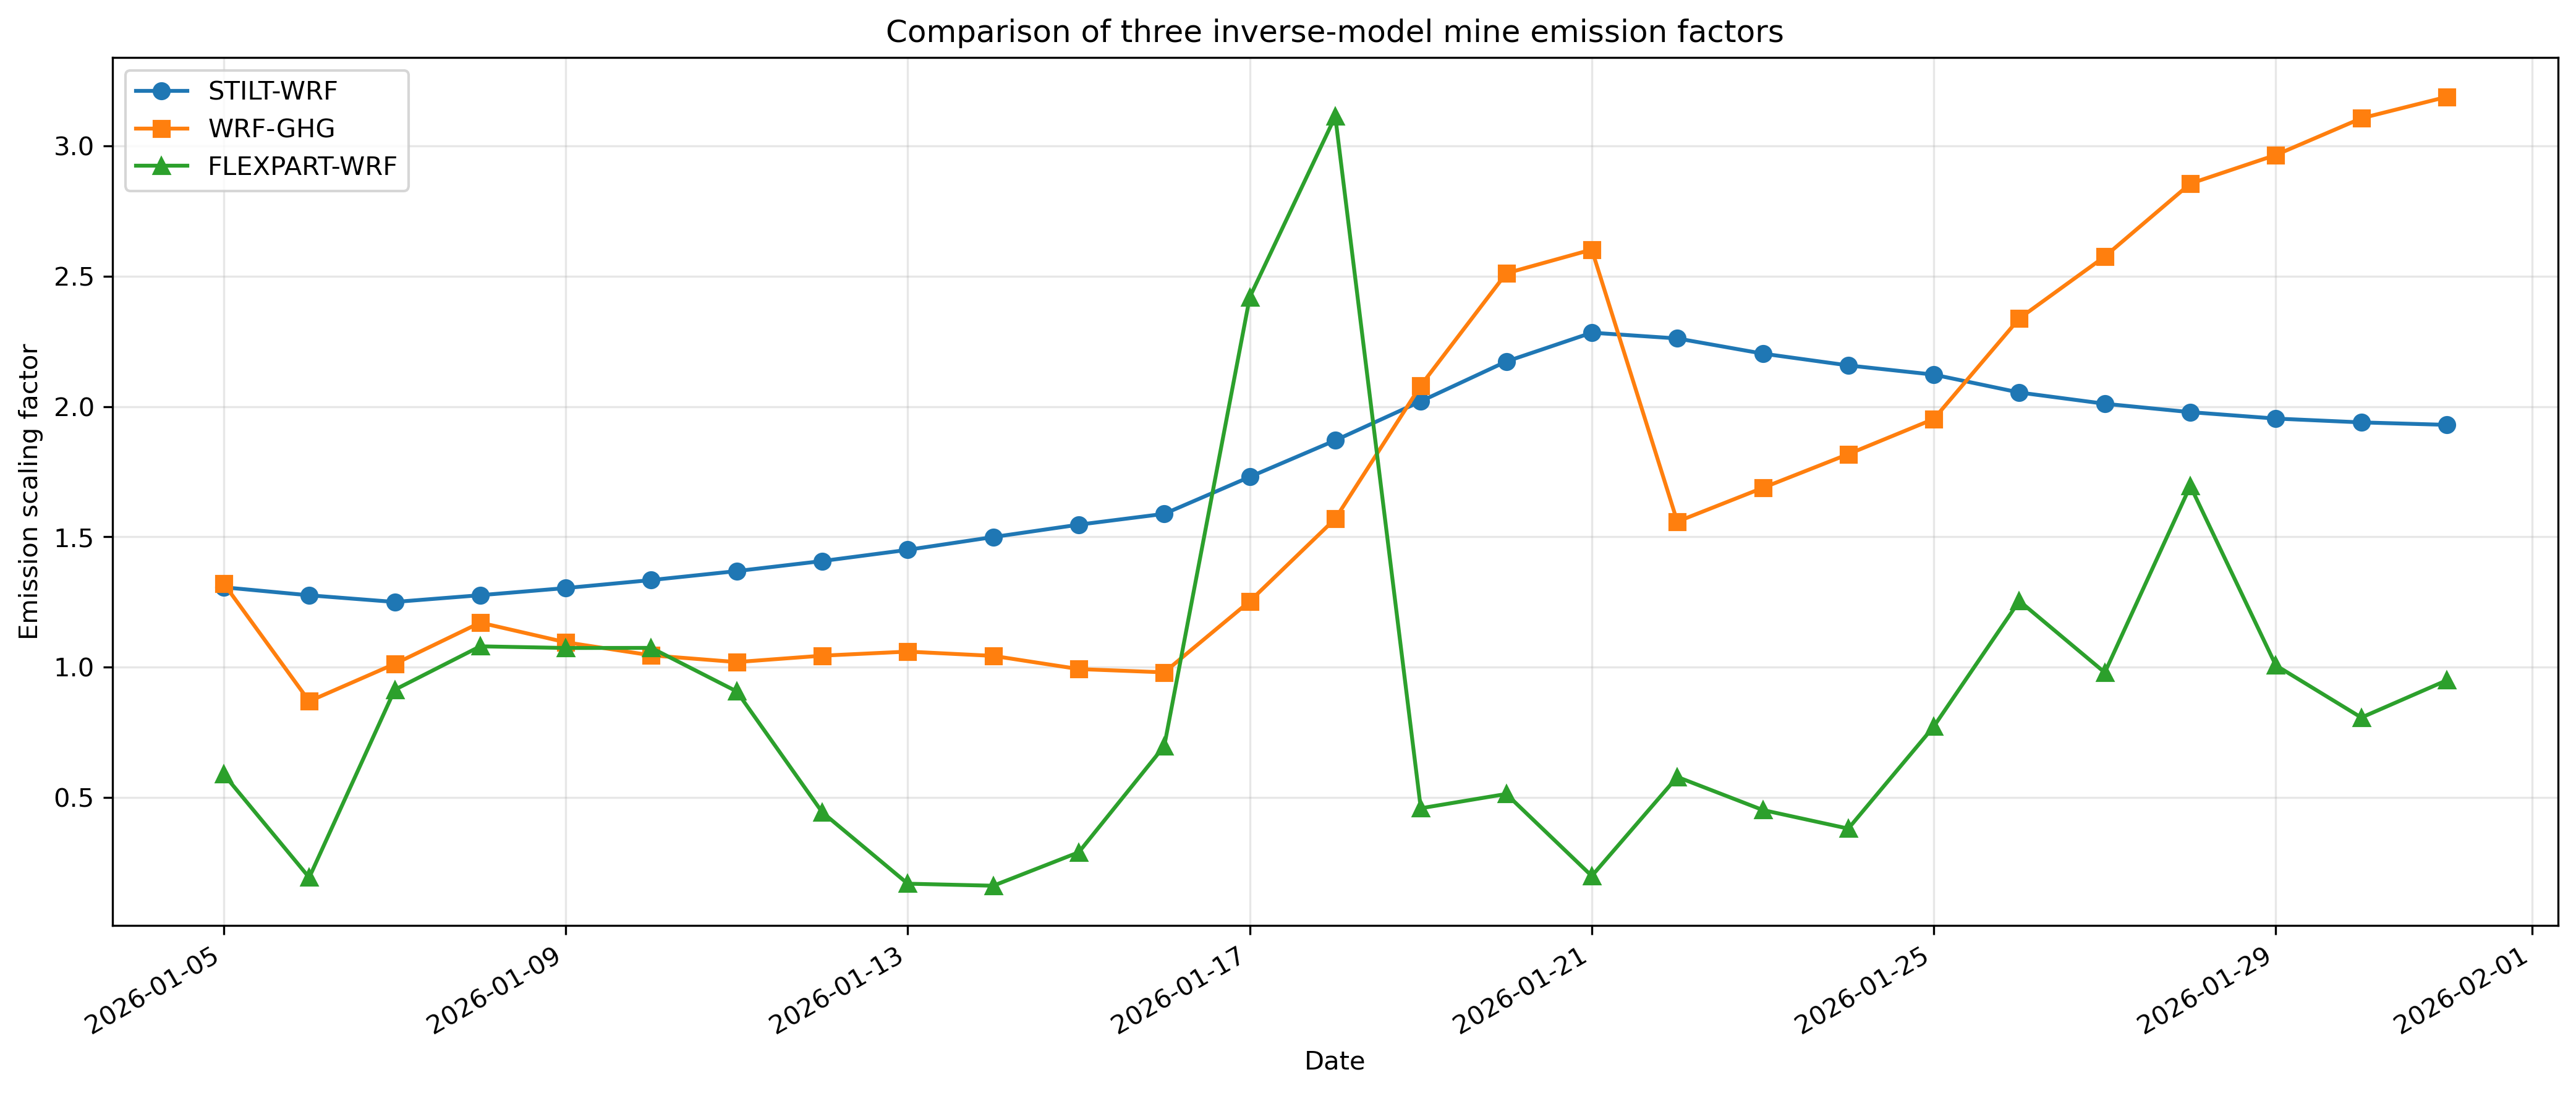 Comparison of three inverse-model mine emission factors
STILT-WRF
WRF-GHG
FLEXPART-WRF
Emission scaling factor
3.0
2.5
2.0
1.5
1.0
0.5
2026-01-05
2026-01-09
2026-01-13
2026-01-17
2026-01-21
2026-01-25
2026-01-29
2026-02-01
Date